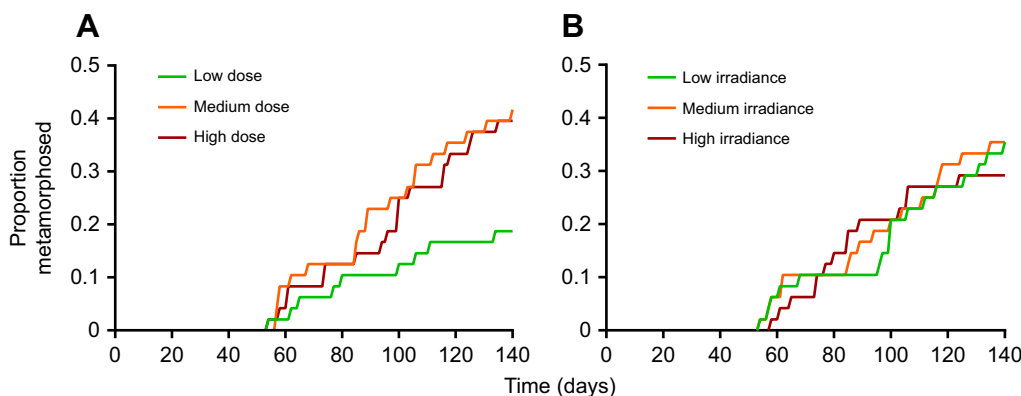 A
B
Proportion
metamorphosed
0.5
0.4
0.3
0.2
0.1
0
Low dose
Medium dose
High dose
0 20 40 60 80 100 120 140
0.5
0.4
0.3
0.2
0.1
0
Low irradiance
Medium irradiance
High irradiance
0 20 40 60 80 100 120 140
Time (days)